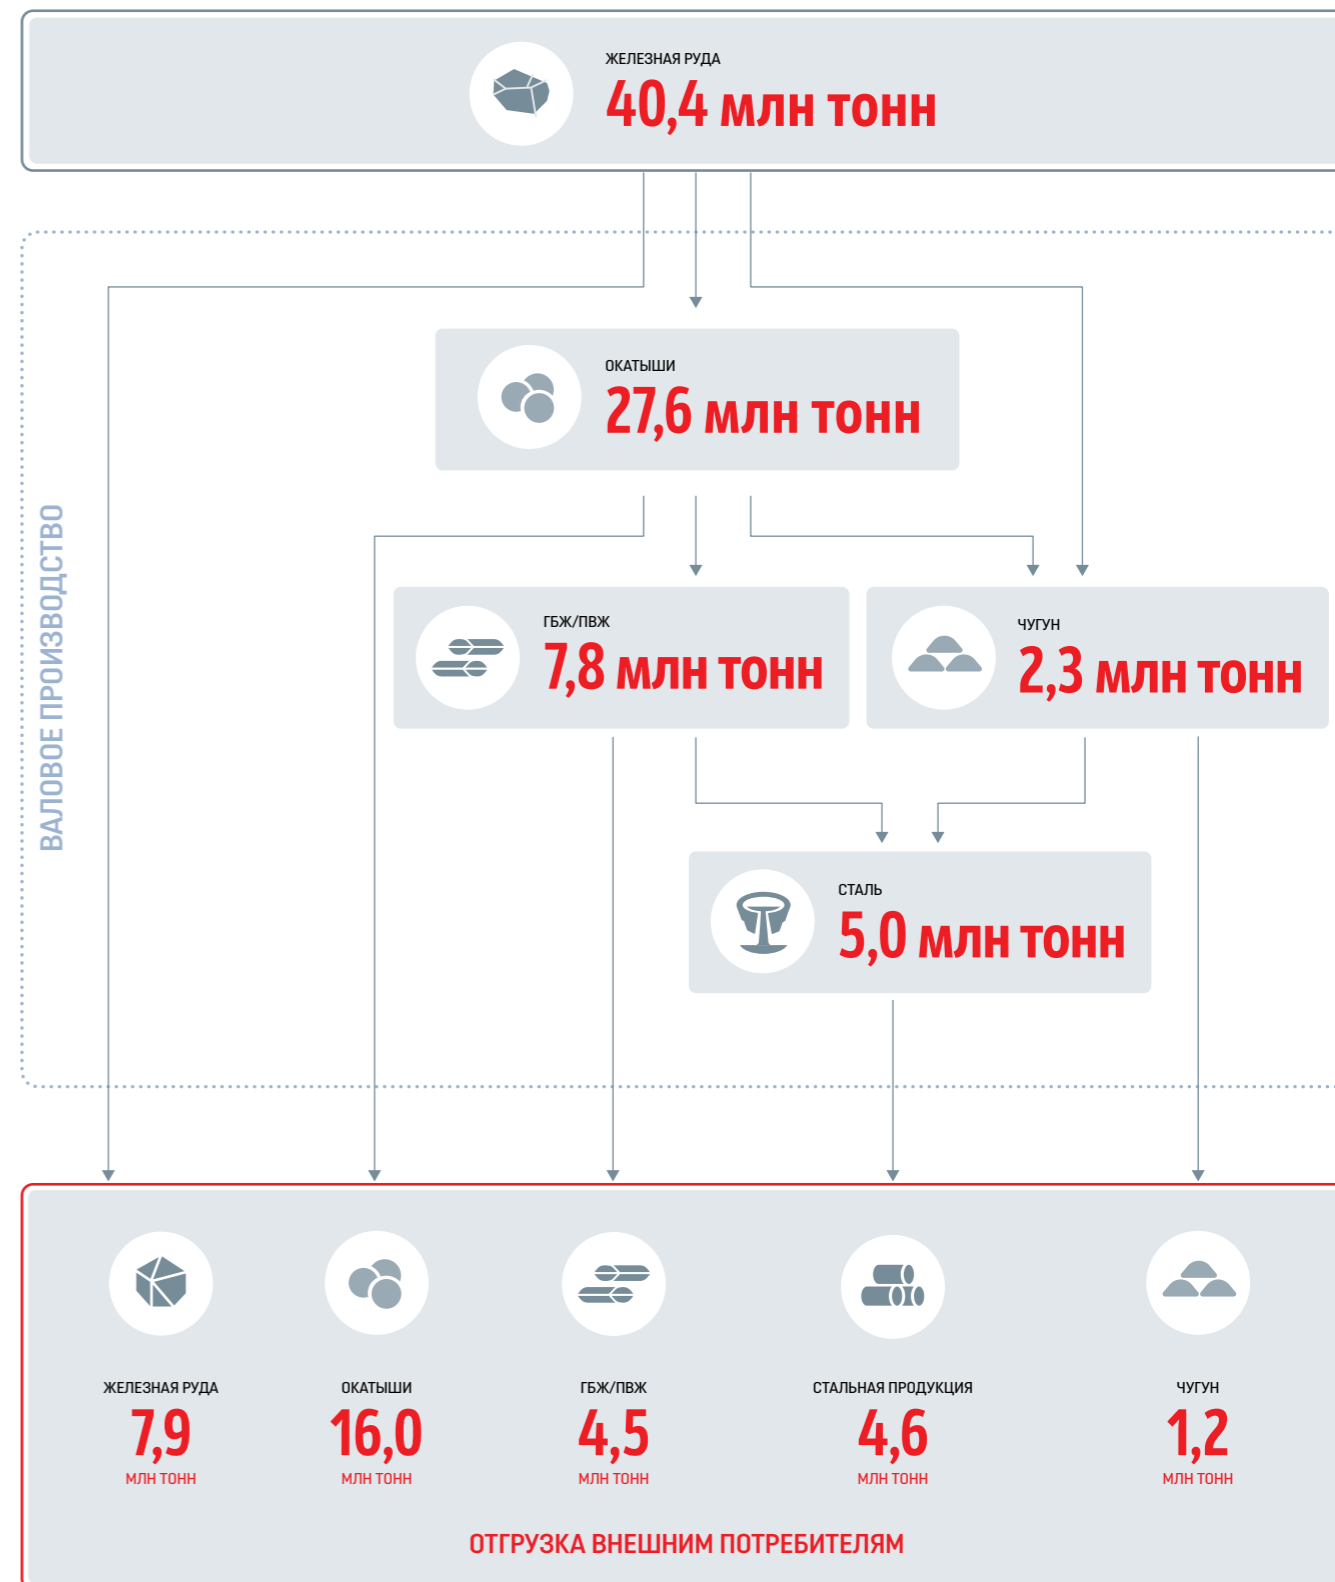 ЖЕЛЕЗНАЯ РУДА
40,4 млн тонн
ВАЛОВОЕ ПРОИЗВОДСТВО
ОКАТЫШИ
27,6 млн тонн
ГБЖ/ПВЖ
7,8 млн тонн
ЧУГУН
2,3 млн тонн
СТАЛЬ
5,0 млн тонн
ЖЕЛЕЗНАЯ РУДА
7,9
МЛН ТОНН
ОКАТЫШИ
16,0
МЛН ТОНН
ГБЖ/ПВЖ
4,5
МЛН ТОНН
СТАЛЬНАЯ ПРОДУКЦИЯ
4,6
МЛН ТОНН
ЧУГУН
1,2
МЛН ТОНН
ОТГРУЗКА ВНЕШНИМ ПОТРЕБИТЕЛЯМ